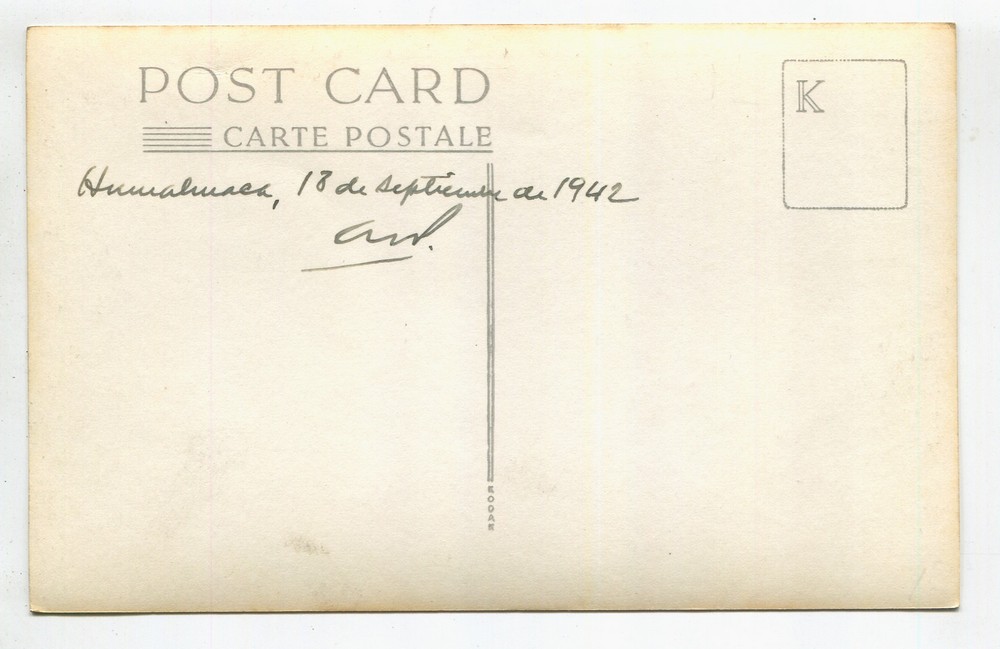 POST CARD
CARTE POSTALE
K
Humahuaca, 18 de septiembre de 1942
KODAK